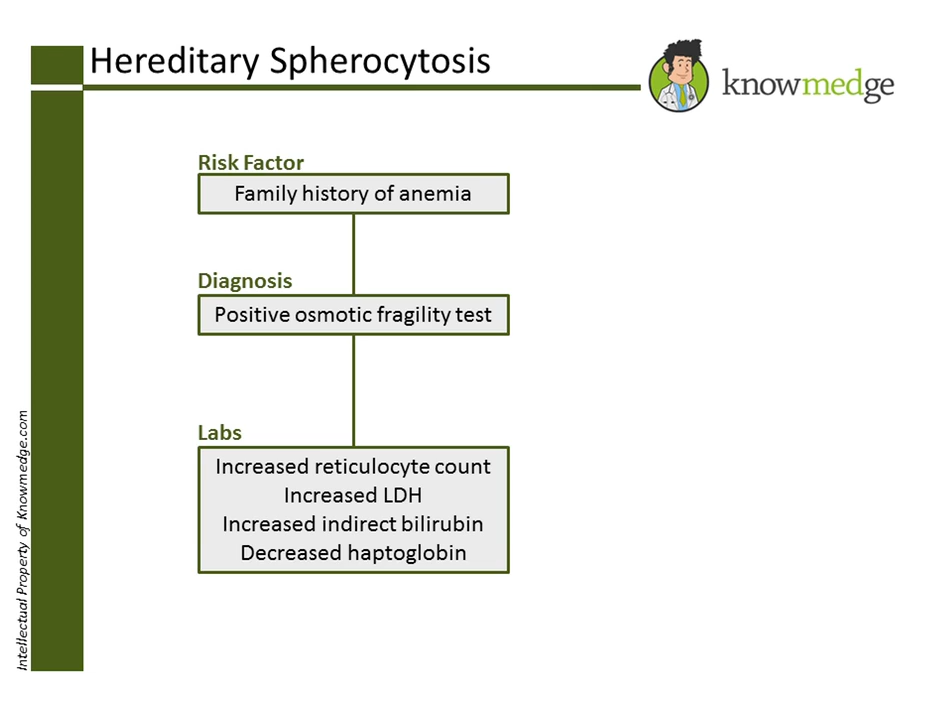 Hereditary Spherocytosis
knowmedge
Risk Factor
Family history of anemia
Diagnosis
Positive osmotic fragility test
Labs
Increased reticulocyte count
Increased LDH
Increased indirect bilirubin
Decreased haptoglobin
Intellectual Property of Knowmedge.com